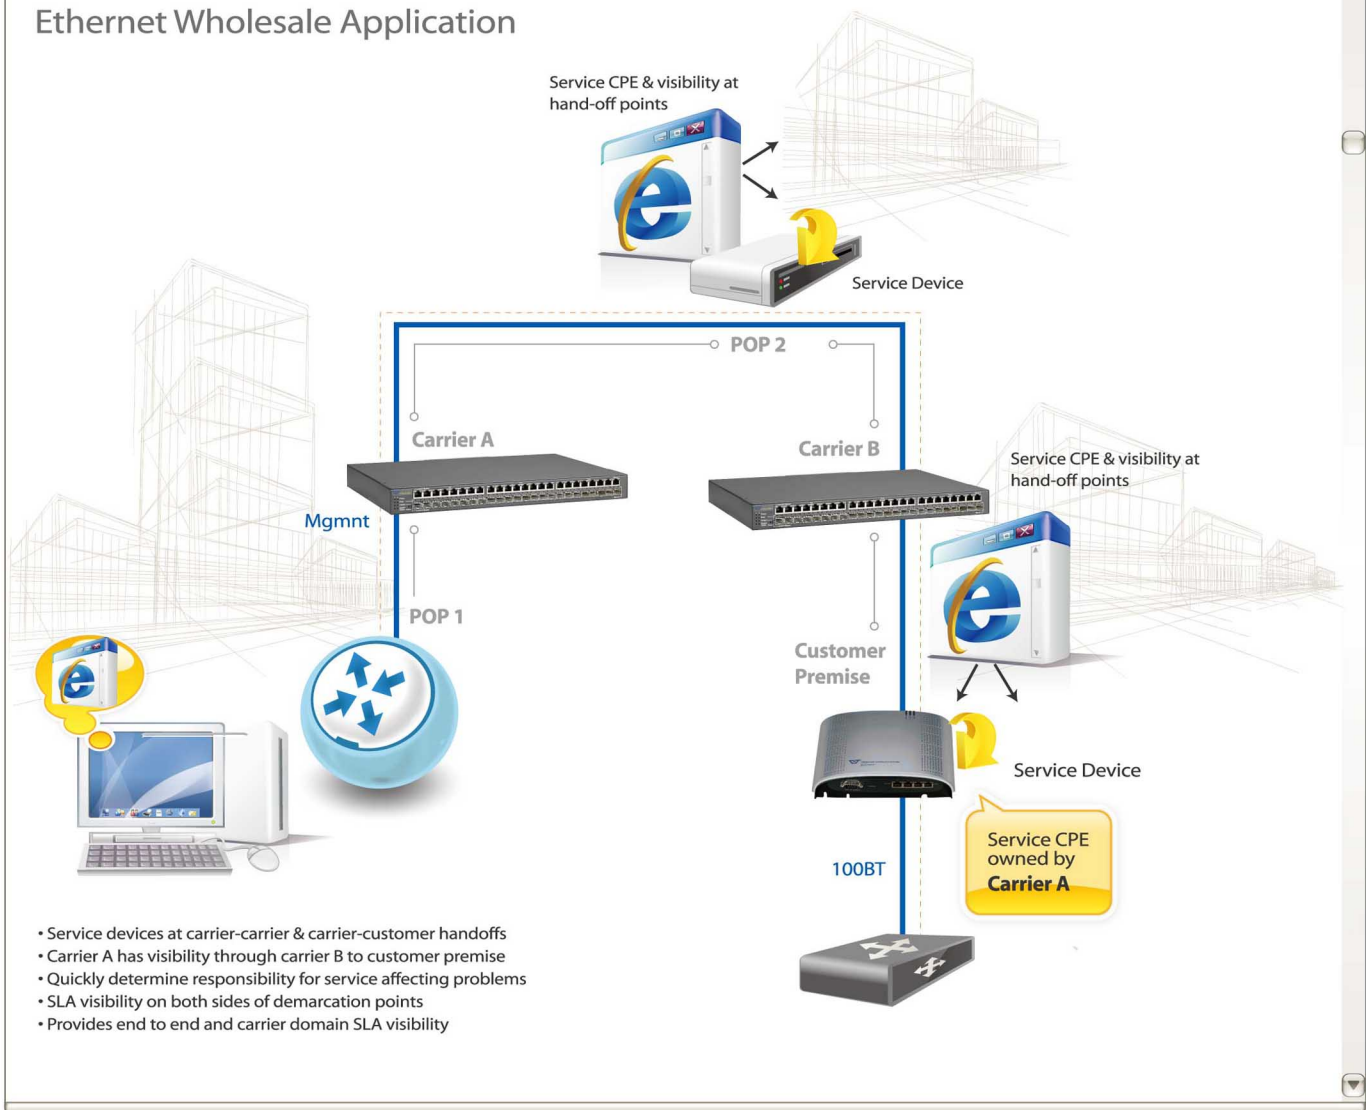 Ethernet Wholesale Application
Service CPE & visibility at
hand-off points
Service Device
POP 2
Carrier A
Carrier B
Service CPE & visibility at
hand-off points
Mgmnt
POP 1
Customer
Premise
Service Device
Service CPE
owned by
Carrier A
100BT
• Service devices at carrier-carrier & carrier-customer handoffs
• Carrier A has visibility through carrier B to customer premise
• Quickly determine responsibility for service affecting problems
• SLA visibility on both sides of demarcation points
• Provides end to end and carrier domain SLA visibility